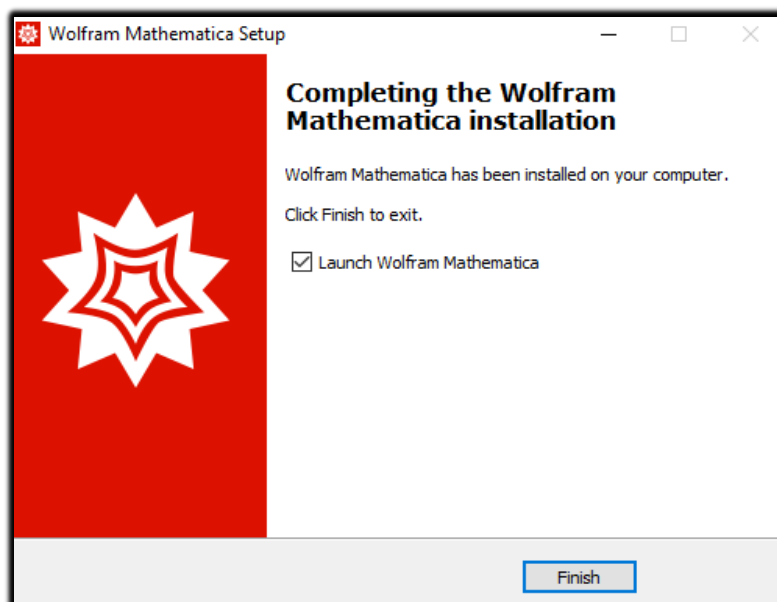 Wolfram Mathematica Setup
Completing the Wolfram
Mathematica installation
Wolfram Mathematica has been installed on your computer.
Click Finish to exit.
Launch Wolfram Mathematica
Finish